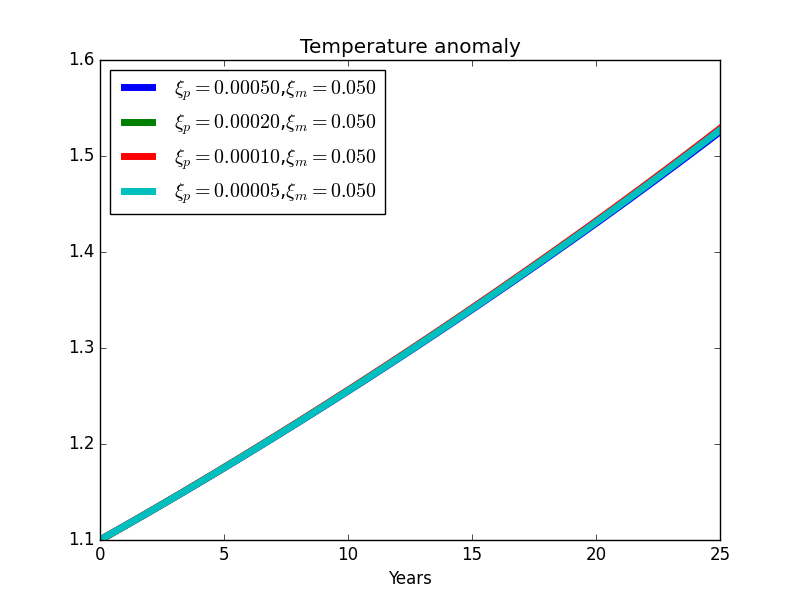 Temperature anomaly
1.6
1.5
1.4
1.3
1.2
1.1
ξp = 0.00050,ξm = 0.050
ξp = 0.00020,ξm = 0.050
ξp = 0.00010,ξm = 0.050
ξp = 0.00005,ξm = 0.050
0 5 10 15 20 25
Years